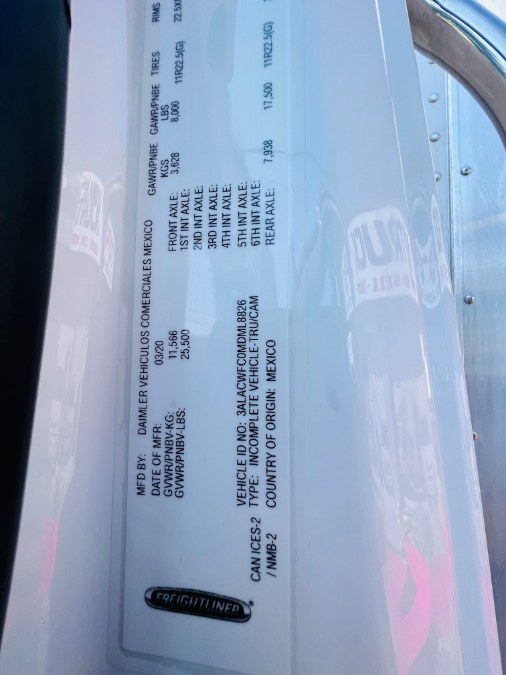 MFD BY: DAIMLER VEHICULOS COMERCIALES MEXICO
DATE OF MFR: 03/20
GVWR/PNBV-KG: 11,566
GVWR/PNBV-LBS: 25,500
GAWR/PNBE KGS GAWR/PNBE LBS TIRES RIMS
FRONT AXLE: 3,628 8,000 11R22.5(G)
1ST INT AXLE:
2ND INT AXLE:
3RD INT AXLE:
4TH INT AXLE:
5TH INT AXLE:
6TH INT AXLE:
REAR AXLE: 7,938 17,500 11R22.5(G)
VEHICLE ID NO: 3ALACWFC0MDML8826
CAN ICES-2 TYPE: INCOMPLETE VEHICLE-TRU/CAM
/ NMB-2 COUNTRY OF ORIGIN: MEXICO
FREIGHTLINER®